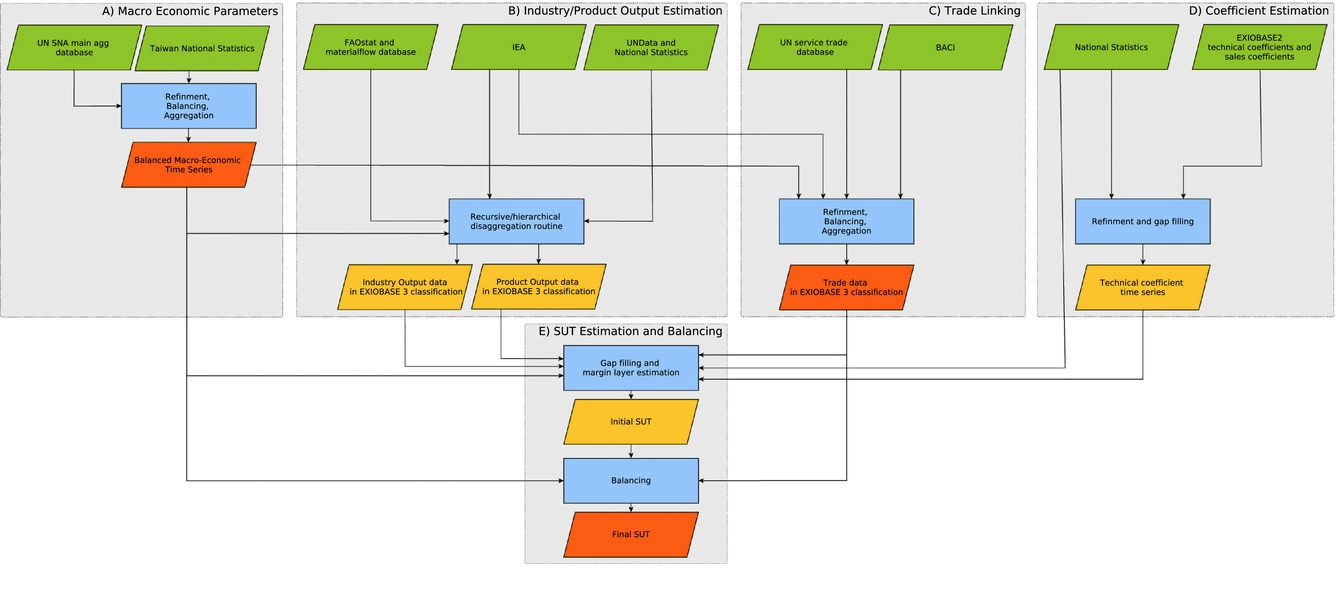 A) Macro Economic Parameters
UN SNA main agg
database
Taiwan National Statistics
Refinment,
Balancing,
Aggregation
Balanced Macro-Economic
Time Series
B) Industry/Product Output Estimation
FAOstat and
materialflow database
IEA
UNData and
National Statistics
Recursive/hierarchical
disaggregation routine
Industry Output data
in EXIOBASE 3 classification
Product Output data
in EXIOBASE 3 classification
C) Trade Linking
UN service trade
database
BACI
Refinment,
Balancing,
Aggregation
Trade data
in EXIOBASE 3 classification
D) Coefficient Estimation
National Statistics
EXIOBASE2
technical coefficients and
sales coefficients
Refinment and gap filling
Technical coefficient
time series
E) SUT Estimation and Balancing
Gap filling and
margin layer estimation
Initial SUT
Balancing
Final SUT